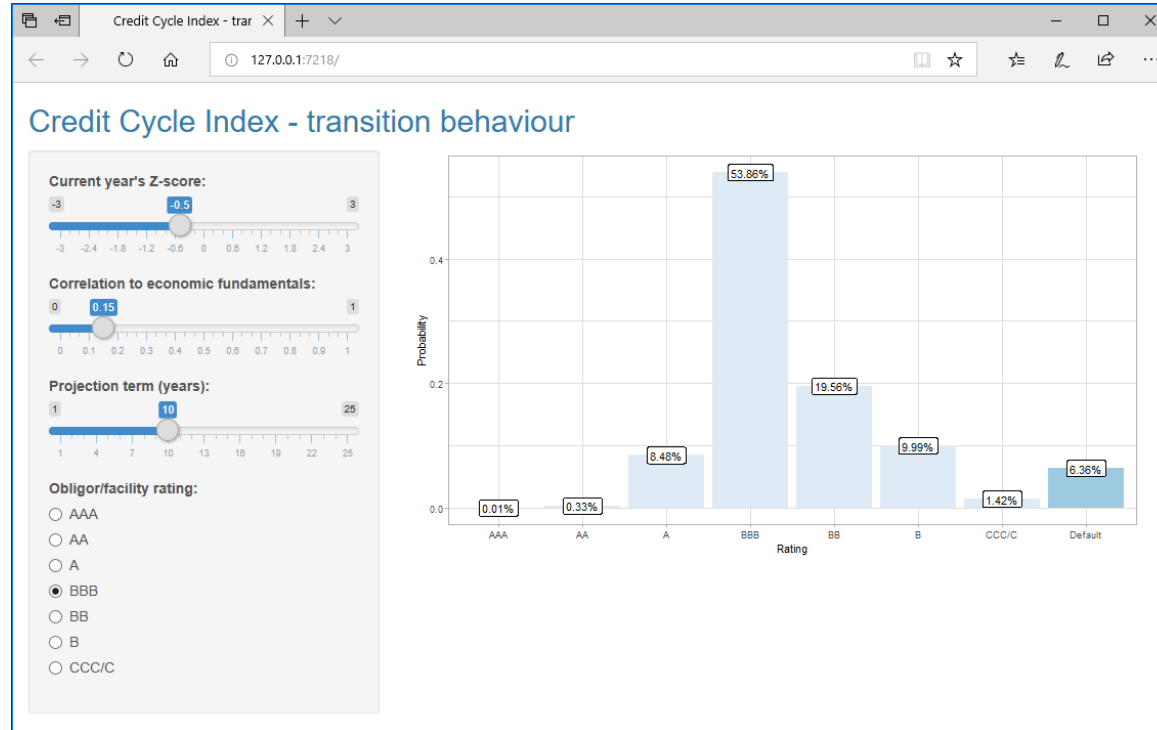 Credit Cycle Index - trar
127.0.0.1:7218/
Credit Cycle Index - transition behaviour
Current year's Z-score:
-3 -0.5 3
-3 -2.4 -1.8 -1.2 -0.6 0 0.6 1.2 1.8 2.4 3
Correlation to economic fundamentals:
0 0.15 1
0 0.1 0.2 0.3 0.4 0.5 0.6 0.7 0.8 0.9 1
Projection term (years):
1 10 25
1 4 7 10 13 16 19 22 25
Obligor/facility rating:
AAA
AA
A
BBB
BB
B
CCC/C
Probability
0.4
0.2
0.0
0.01%
0.33%
8.48%
53.86%
19.56%
9.99%
1.42%
6.36%
AAA AA A BBB BB B CCC/C Default
Rating